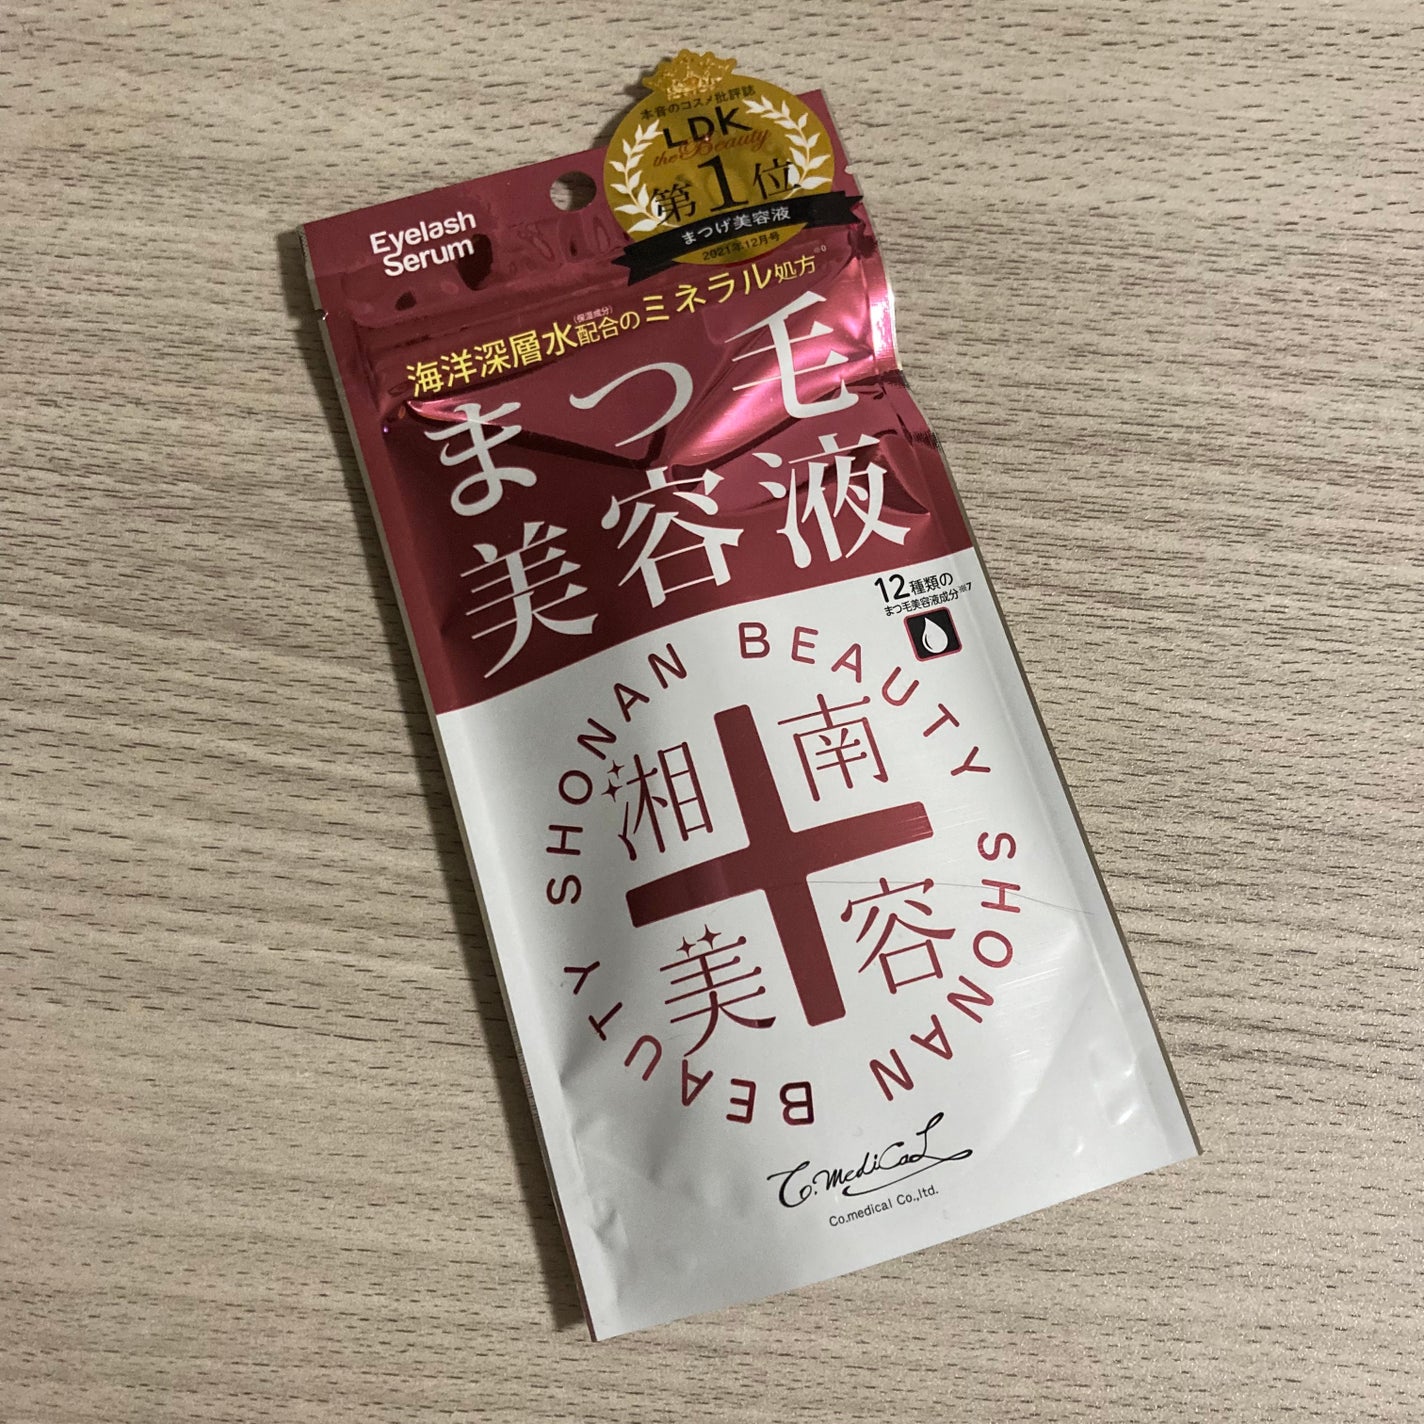 本音のコスメ批評誌
LDK
the Beauty
第1位
まつげ美容液
2021年12月号
Eyelash
Serum
海洋深層水配合のミネラル処方※0
(保湿成分)
まつ毛
美容液
12種類の
まつ毛美容液成分※7
SHONAN BEAUTY SHONAN BEAUTY
湘南
美容
Co.medical
Co.medical Co.,ltd.